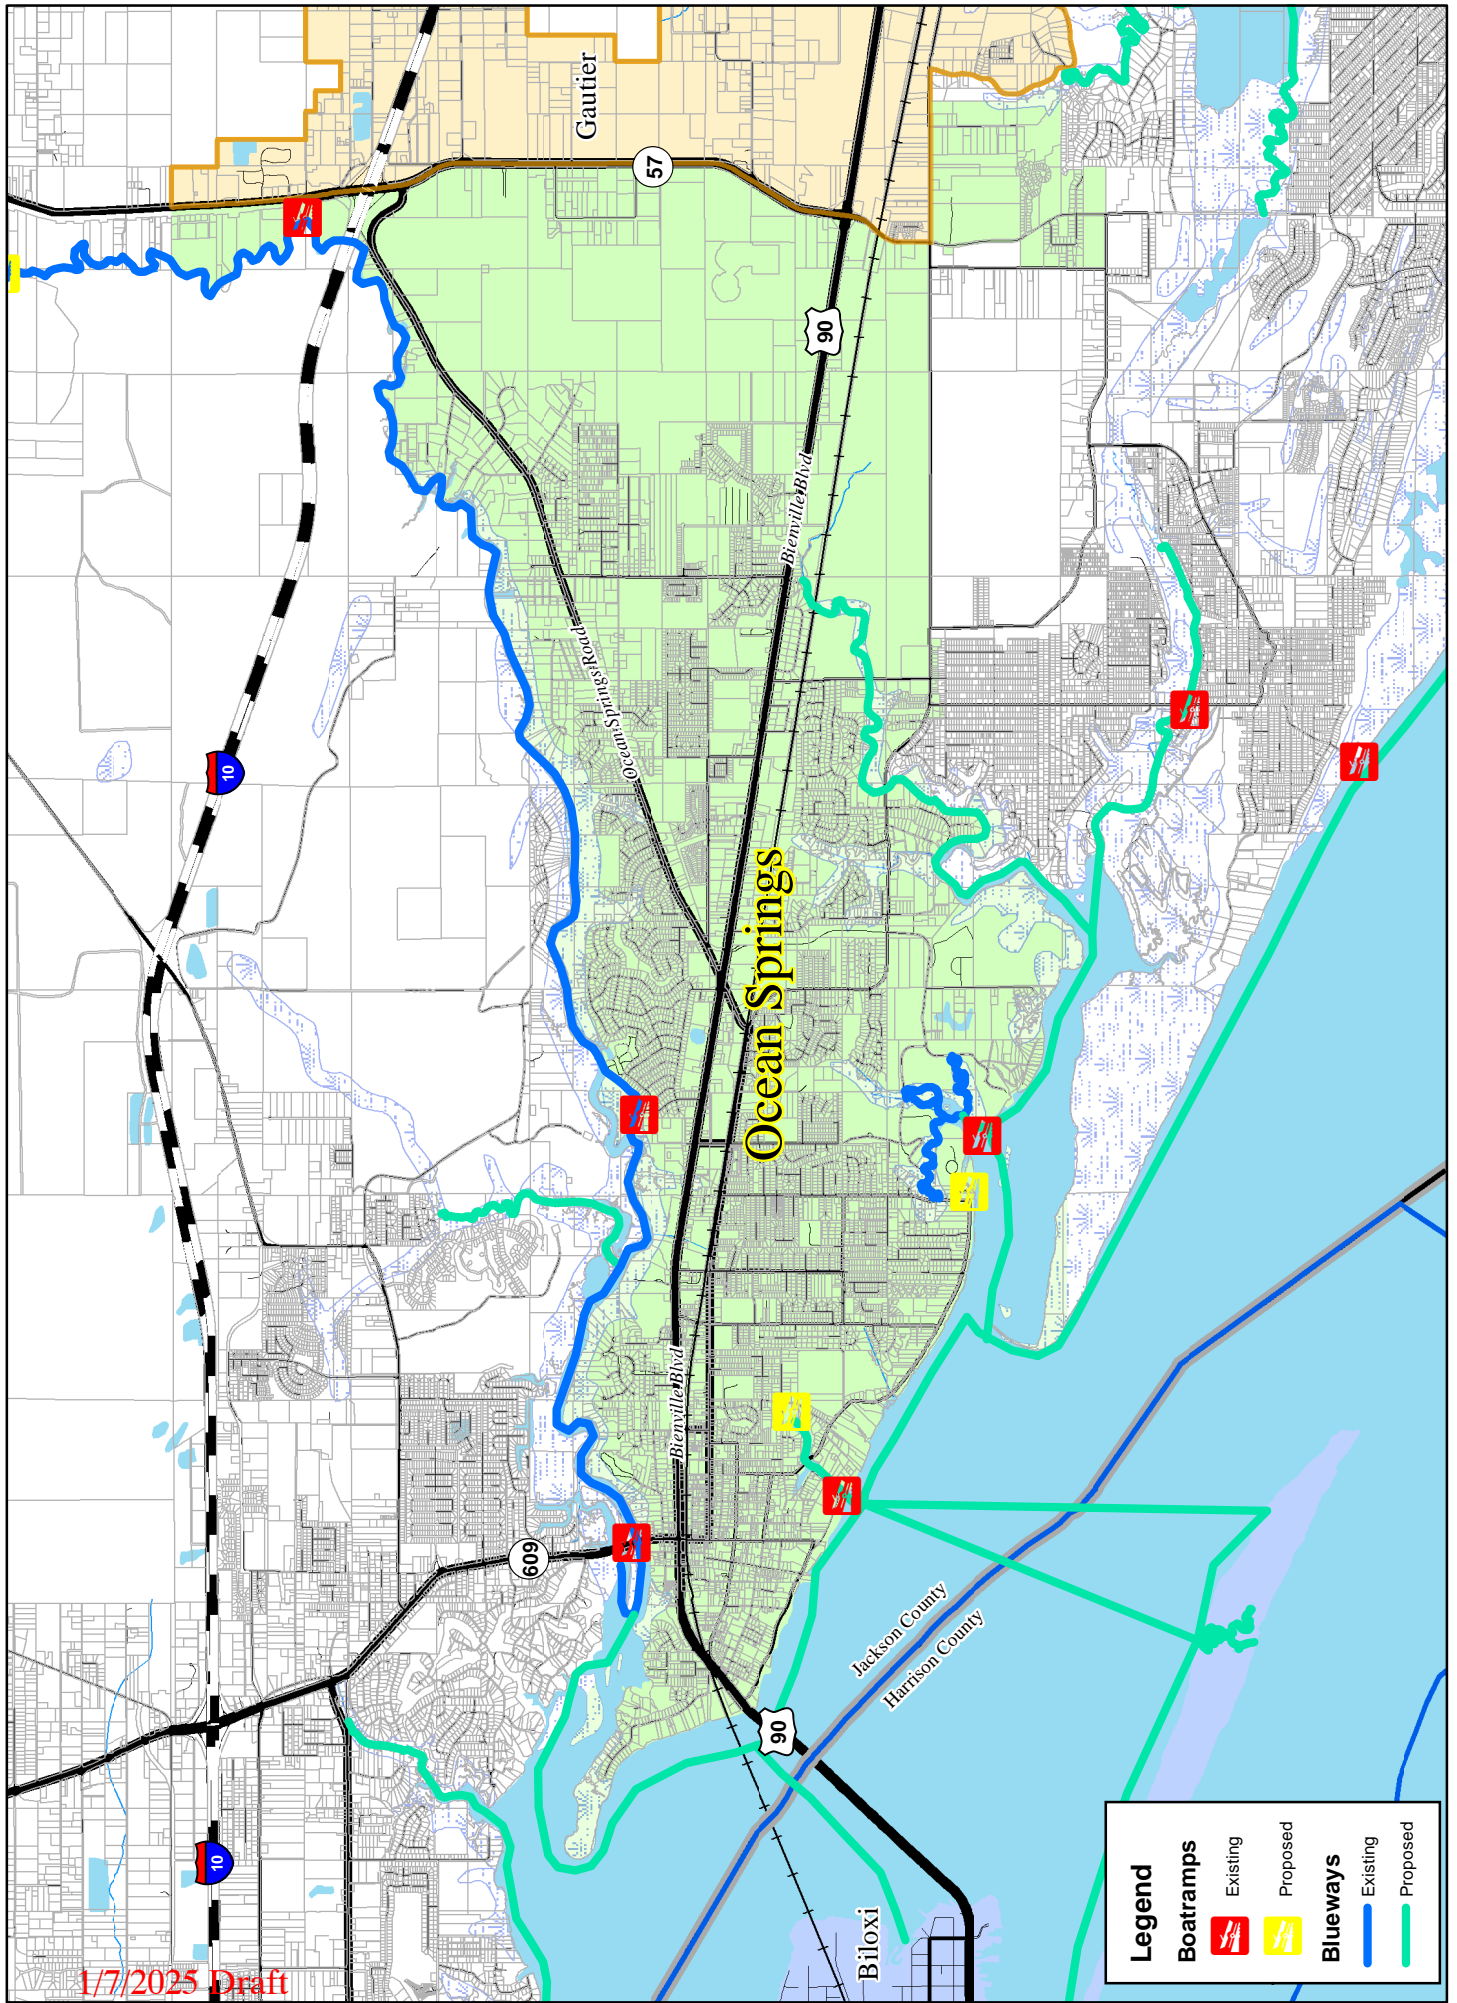 1/7/2025 Draft
Gautier
57
10
90
Bienville Blvd
Ocean Springs Road
Ocean Springs
Bienville Blvd
609
10
90
Jackson County
Harrison County
Biloxi
Legend
Boatramps
Existing
Proposed
Blueways
Existing
Proposed